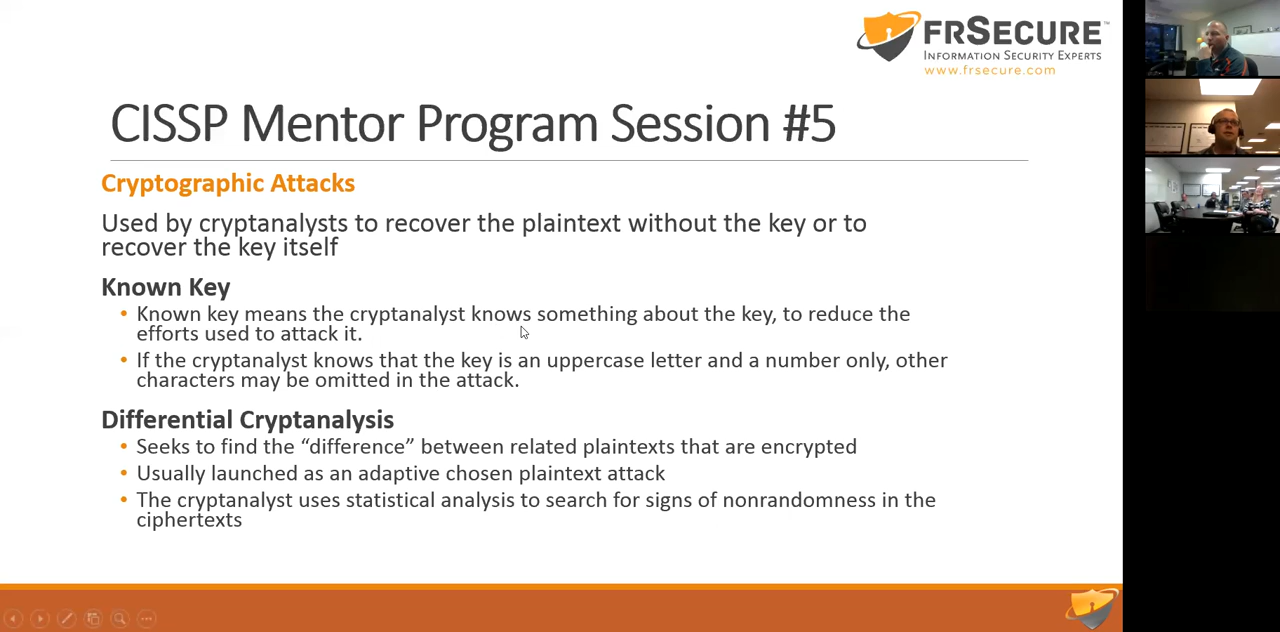 FRSECURE™
INFORMATION SECURITY EXPERTS
www.frsecure.com
CISSP Mentor Program Session #5
Cryptographic Attacks
Used by cryptanalysts to recover the plaintext without the key or to
recover the key itself
Known Key
• Known key means the cryptanalyst knows something about the key, to reduce the
efforts used to attack it.
• If the cryptanalyst knows that the key is an uppercase letter and a number only, other
characters may be omitted in the attack.
Differential Cryptanalysis
• Seeks to find the “difference” between related plaintexts that are encrypted
• Usually launched as an adaptive chosen plaintext attack
• The cryptanalyst uses statistical analysis to search for signs of nonrandomness in the
ciphertexts